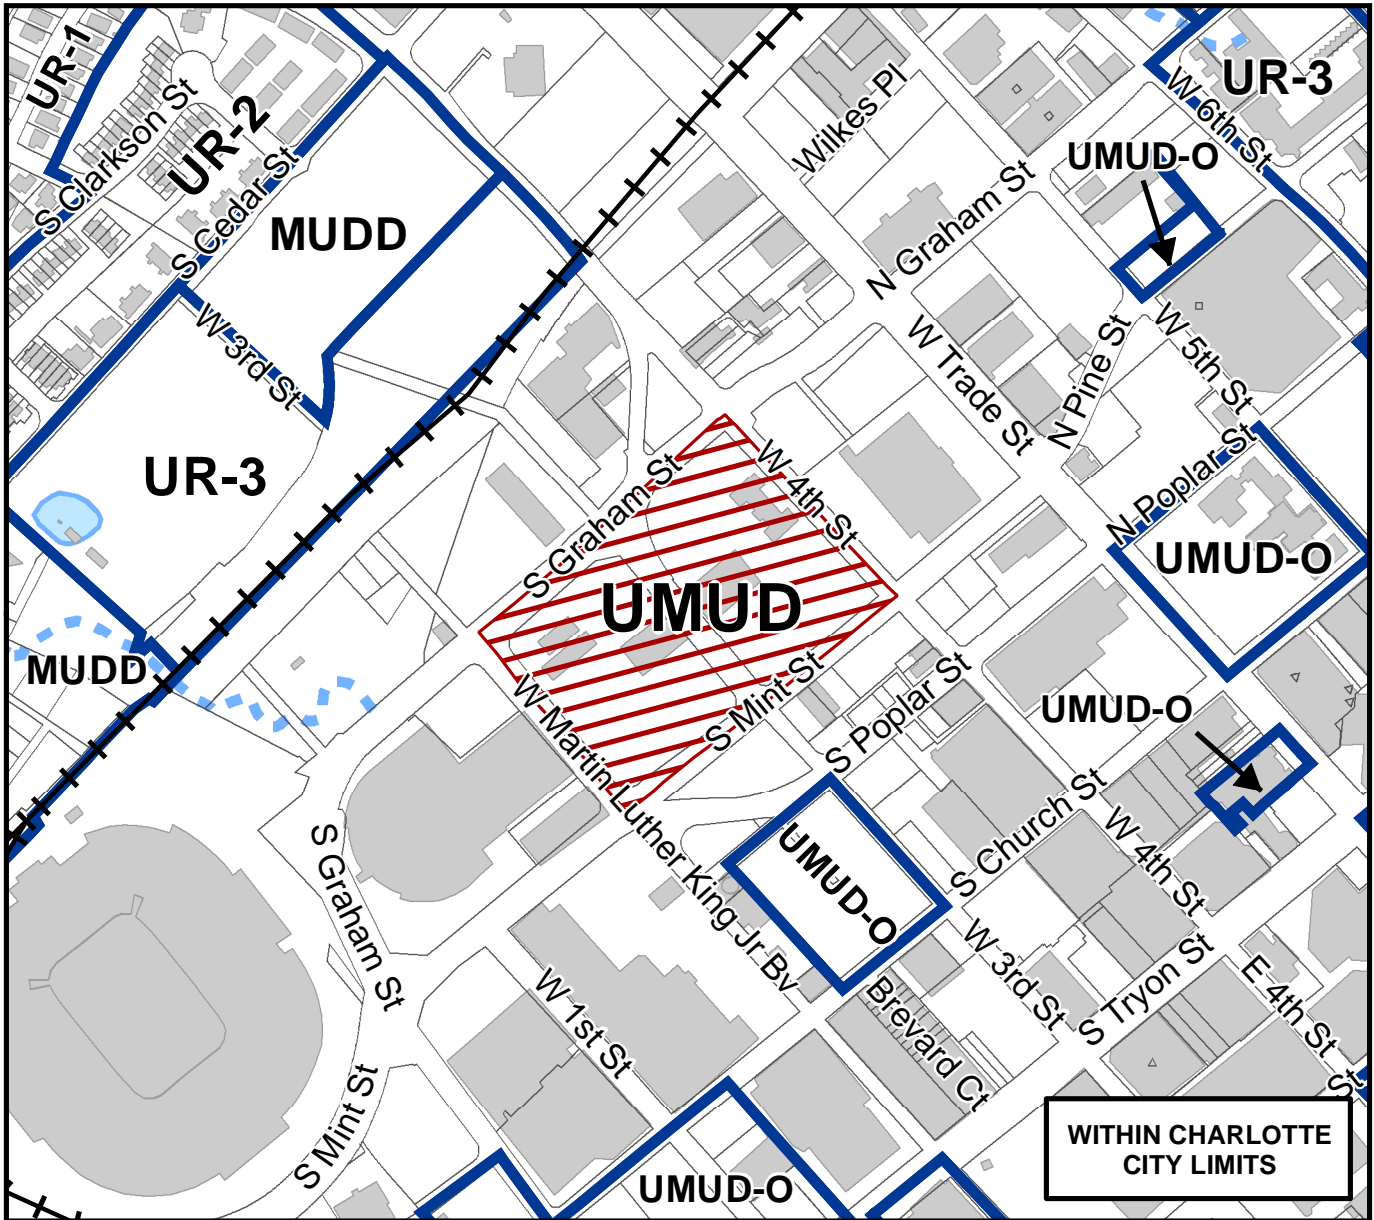 UR-1
S Clarkson St
UR-2
S Cedar St
MUDD
W 3rd St
UR-3
MUDD
Wilkes Pl
N Graham St
UMUD-O
W 6th St
UR-3
W Trade St
N Pine St
W 5th St
N Poplar St
UMUD-O
S Graham St
W 4th St
UMUD
S Mint St
W Martin Luther King Jr Bv
S Poplar St
UMUD-O
UMUD-O
S Church St
W 4th St
S Graham St
W 1st St
S Mint St
Brevard Ct
W 3rd St
S Tryon St
E 4th St
St
UMUD-O
WITHIN CHARLOTTE
CITY LIMITS